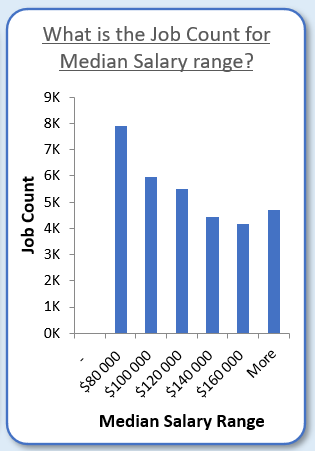 What is the Job Count for
Median Salary range?
9K
8K
7K
6K
5K
4K
3K
2K
1K
0K
Job Count
-
$80 000
$100 000
$120 000
$140 000
$160 000
More
Median Salary Range